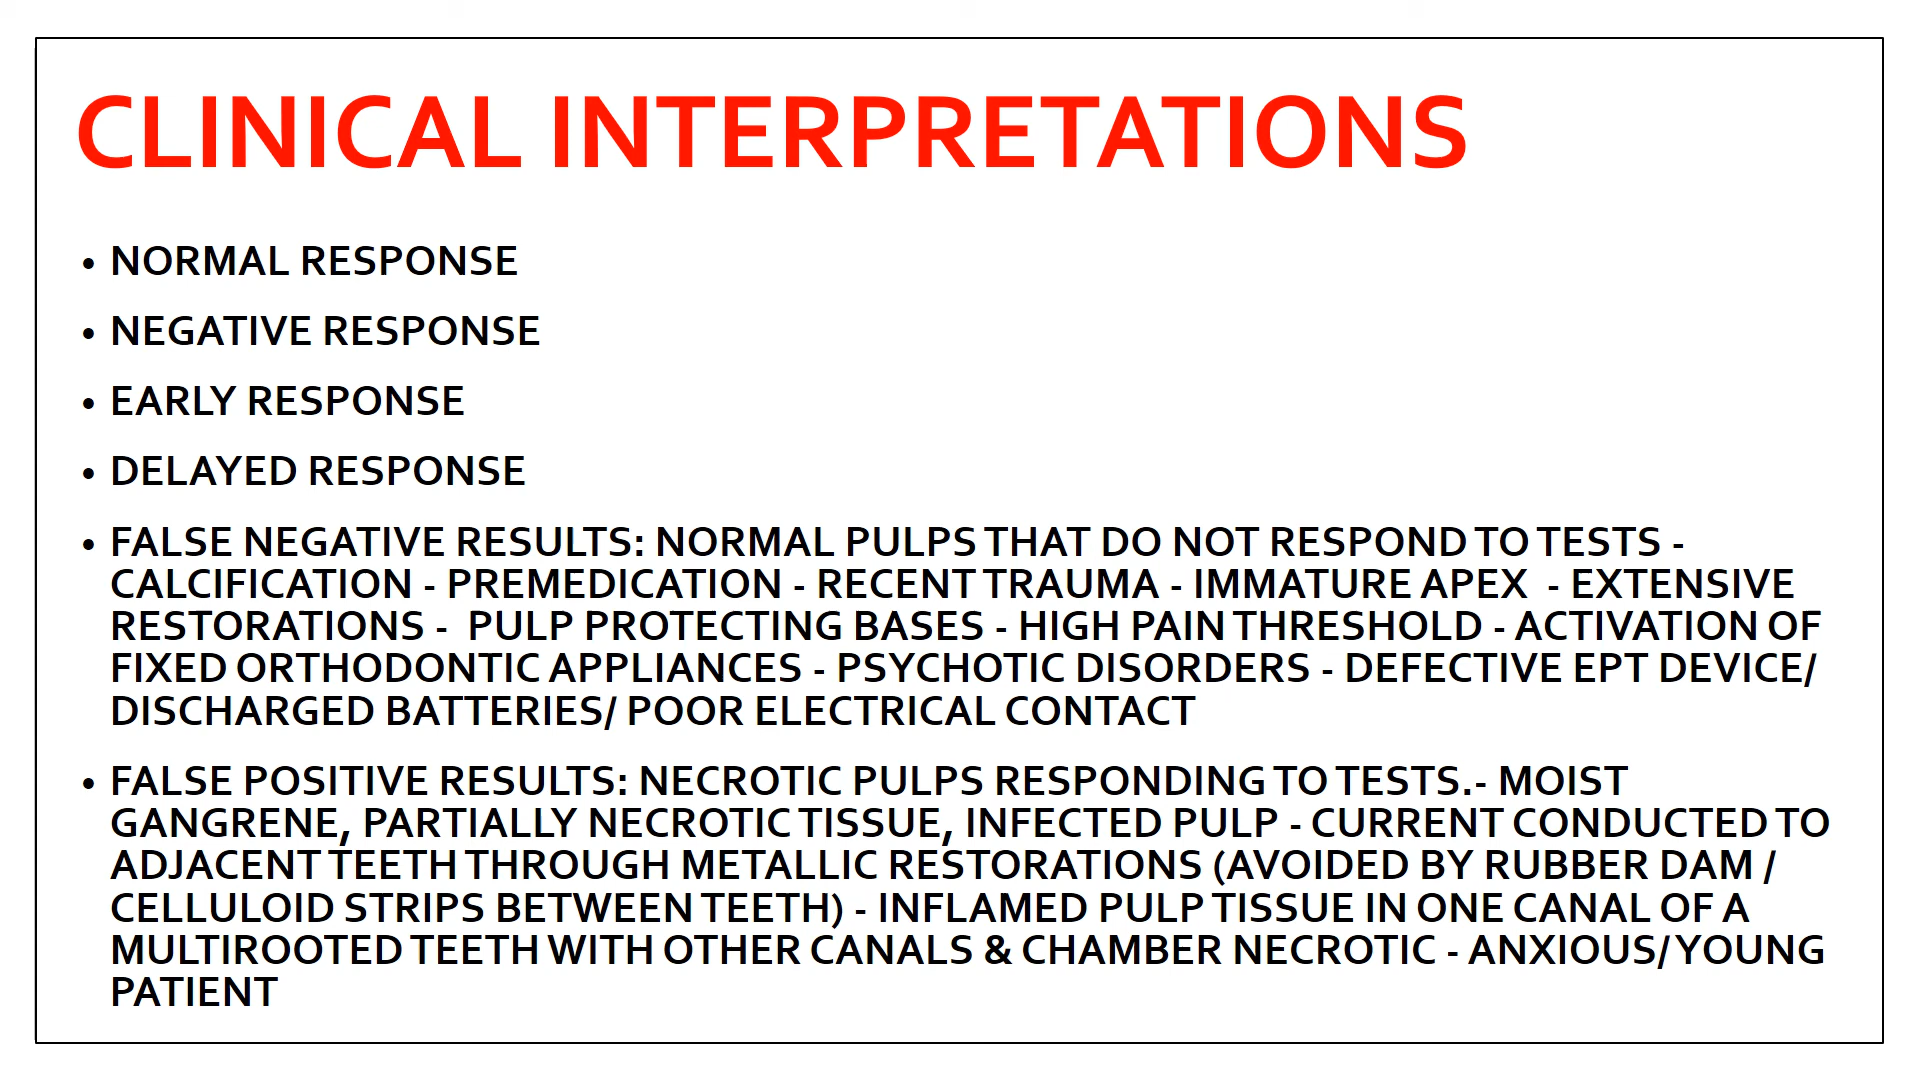 CLINICAL INTERPRETATIONS
• NORMAL RESPONSE
• NEGATIVE RESPONSE
• EARLY RESPONSE
• DELAYED RESPONSE
• FALSE NEGATIVE RESULTS: NORMAL PULPS THAT DO NOT RESPOND TO TESTS -
CALCIFICATION - PREMEDICATION - RECENT TRAUMA - IMMATURE APEX - EXTENSIVE
RESTORATIONS - PULP PROTECTING BASES - HIGH PAIN THRESHOLD - ACTIVATION OF
FIXED ORTHODONTIC APPLIANCES - PSYCHOTIC DISORDERS - DEFECTIVE EPT DEVICE/
DISCHARGED BATTERIES/ POOR ELECTRICAL CONTACT
• FALSE POSITIVE RESULTS: NECROTIC PULPS RESPONDING TO TESTS.- MOIST
GANGRENE, PARTIALLY NECROTIC TISSUE, INFECTED PULP - CURRENT CONDUCTED TO
ADJACENT TEETH THROUGH METALLIC RESTORATIONS (AVOIDED BY RUBBER DAM /
CELLULOID STRIPS BETWEEN TEETH) - INFLAMED PULP TISSUE IN ONE CANAL OF A
MULTIROOTED TEETH WITH OTHER CANALS & CHAMBER NECROTIC - ANXIOUS/ YOUNG
PATIENT